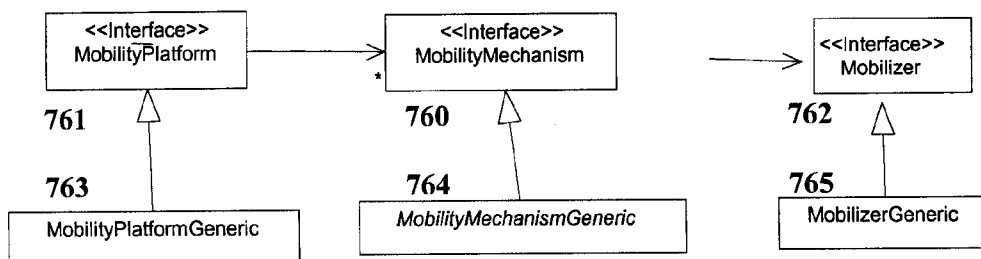 <<Interface>>
MobilityPlatform
<<Interface>>
MobilityMechanism
*
<<Interface>>
Mobilizer
761
760
762
763
764
765
MobilityPlatformGeneric
MobilityMechanismGeneric
MobilizerGeneric